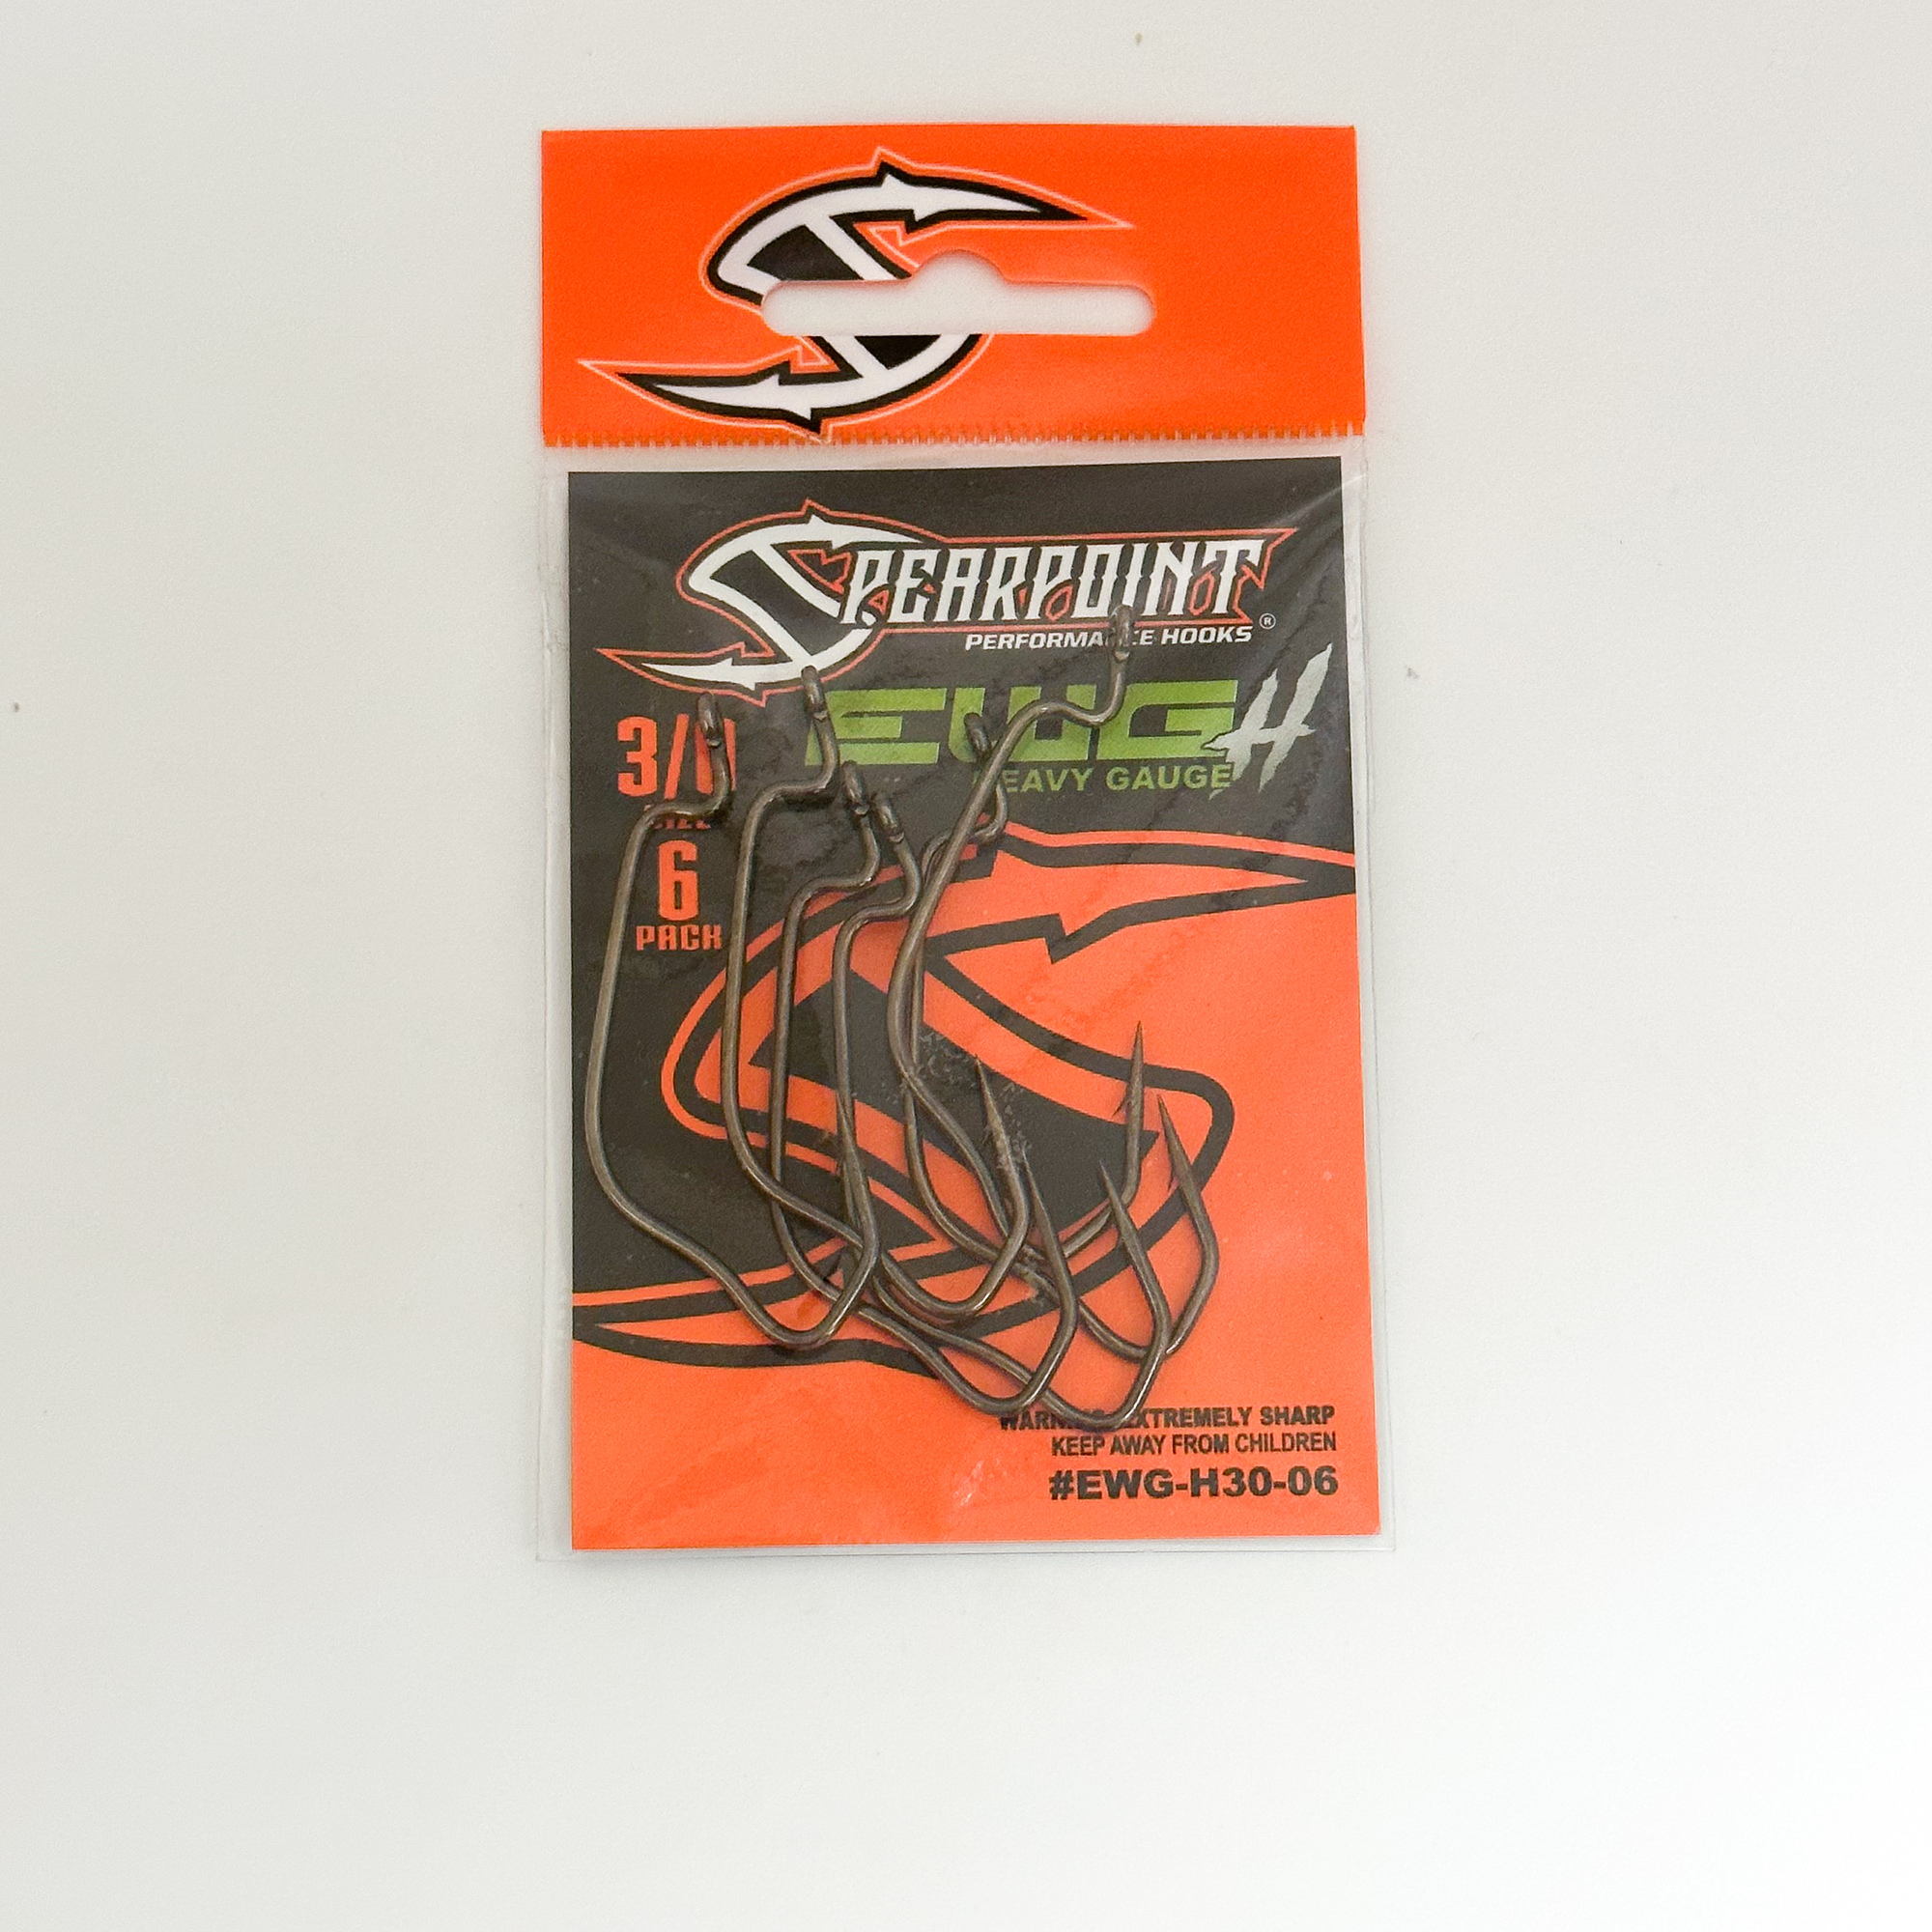 SPEARPOINT®
PERFORMANCE HOOKS
EWG H
HEAVY GAUGE
3/0
SIZE
6
PACK
WARNING EXTREMELY SHARP
KEEP AWAY FROM CHILDREN
#EWG-H30-06